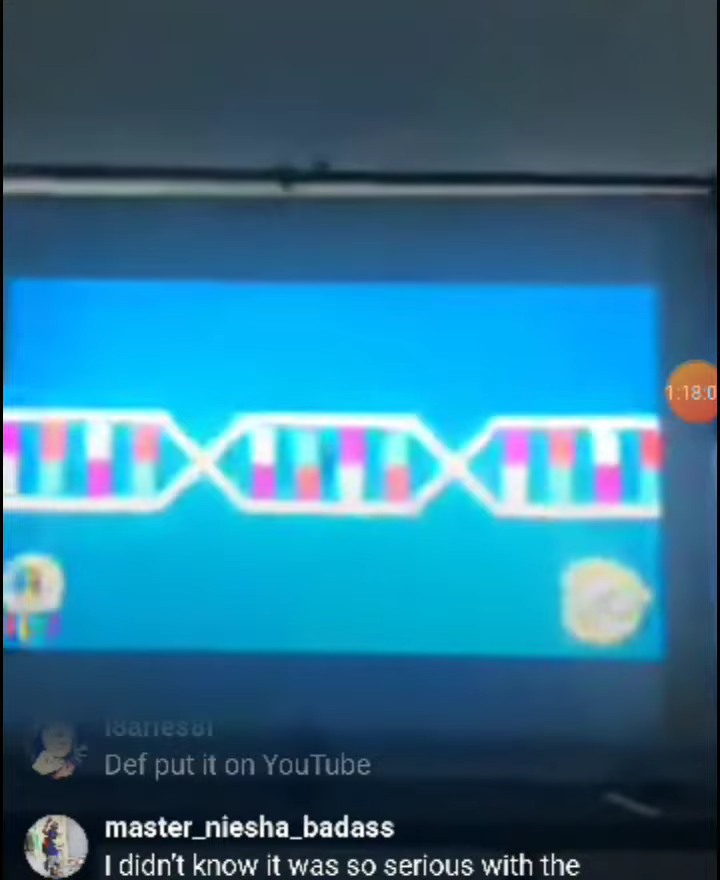 1:18:0
Def put it on YouTube
master_niesha_badass
I didn't know it was so serious with the